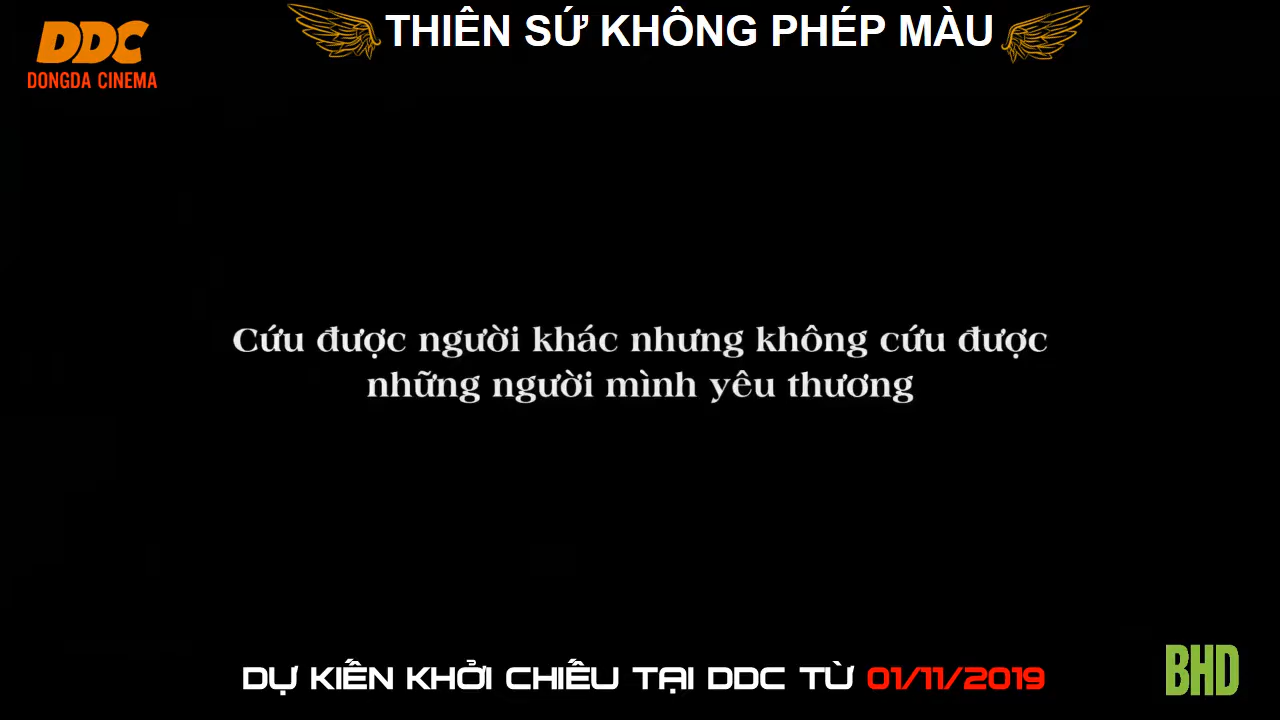 DDC
DONGDA CINEMA
THIÊN SỨ KHÔNG PHÉP MÀU
Cứu được người khác nhưng không cứu được
những người mình yêu thương
DỰ KIẾN KHỞI CHIẾU TẠI DDC TỪ 01/11/2019
BHD